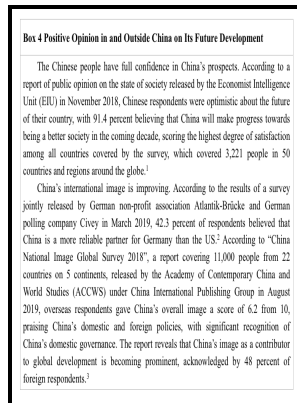 Box 4 Positive Opinion in and Outside China on Its Future Development
The Chinese people have full confidence in China's prospects. According to a
report of public opinion on the state of society released by the Economist Intelligence
Unit (EIU) in November 2018, Chinese respondents were optimistic about the future
of their country, with 91.4 percent believing that China will make progress towards
being a better society in the coming decade, scoring the highest degree of satisfaction
among all countries covered by the survey, which covered 3,221 people in 50
countries and regions around the globe.¹
China's international image is improving. According to the results of a survey
jointly released by German non-profit association Atlantik-Brücke and German
polling company Civey in March 2019, 42.3 percent of respondents believed that
China is a more reliable partner for Germany than the US.² According to "China
National Image Global Survey 2018", a report covering 11,000 people from 22
countries on 5 continents, released by the Academy of Contemporary China and
World Studies (ACCWS) under China International Publishing Group in August
2019, overseas respondents gave China's overall image a score of 6.2 from 10,
praising China's domestic and foreign policies, with significant recognition of
China's domestic governance. The report reveals that China's image as a contributor
to global development is becoming prominent, acknowledged by 48 percent of
foreign respondents.³